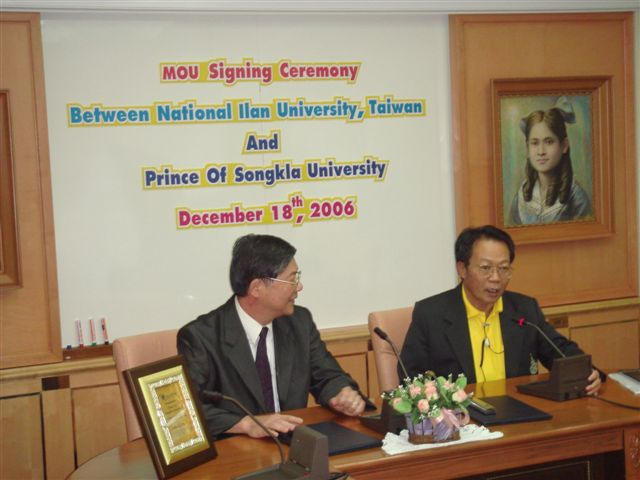 MOU Signing Ceremony
Between National Ilan University, Taiwan
And
Prince Of Songkla University
December 18th, 2006